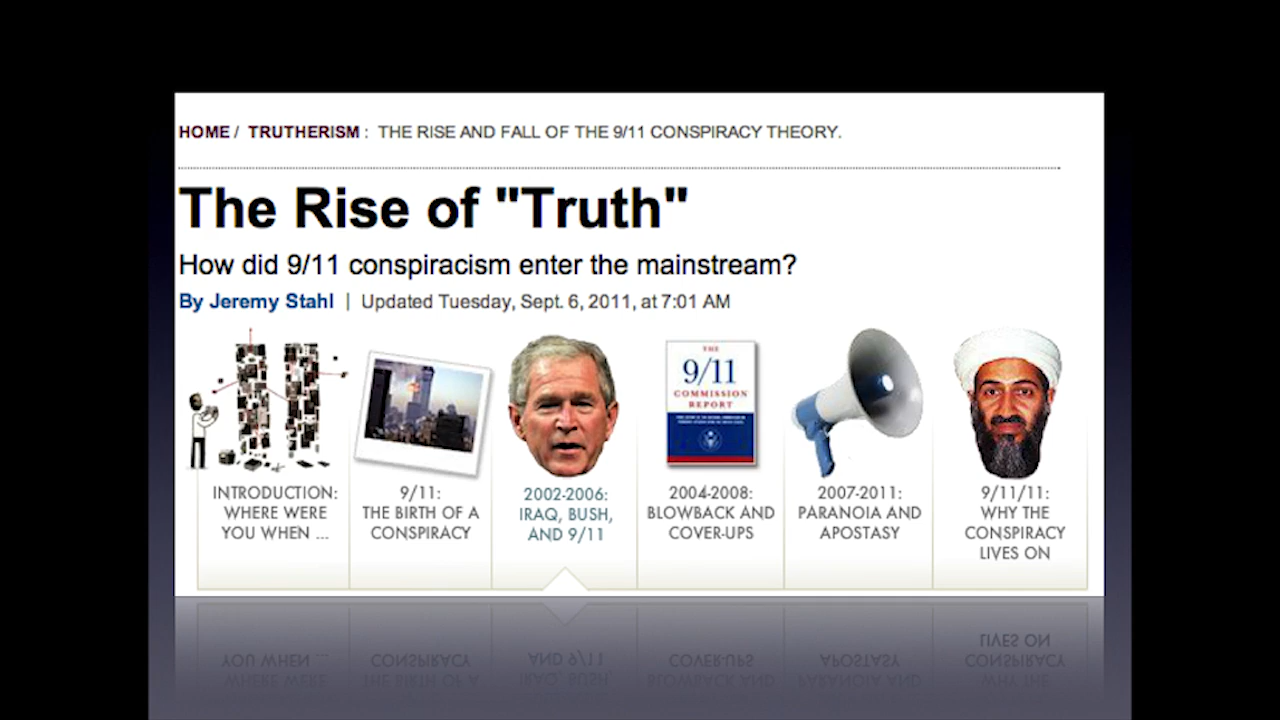 HOME / TRUTHERISM : THE RISE AND FALL OF THE 9/11 CONSPIRACY THEORY.
The Rise of "Truth"
How did 9/11 conspiracism enter the mainstream?
By Jeremy Stahl | Updated Tuesday, Sept. 6, 2011, at 7:01 AM
THE
9/11
COMMISSION
REPORT
INTRODUCTION:
WHERE WERE
YOU WHEN ...
9/11:
THE BIRTH OF A
CONSPIRACY
2002-2006:
IRAQ, BUSH,
AND 9/11
2004-2008:
BLOWBACK AND
COVER-UPS
2007-2011:
PARANOIA AND
APOSTASY
9/11/11:
WHY THE
CONSPIRACY
LIVES ON